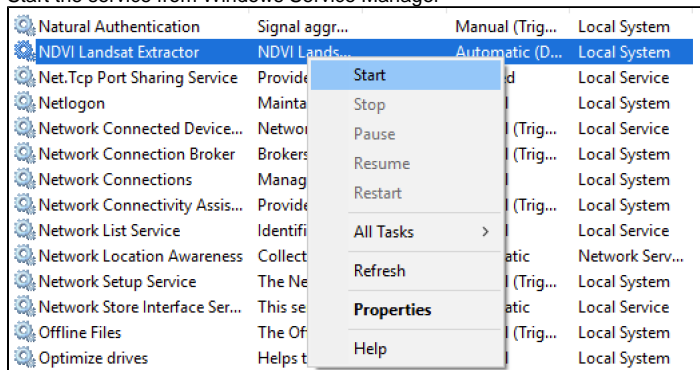 Start the service from Windows Service Manager
Natural Authentication Signal aggr... Manual (Trig... Local System
NDVI Landsat Extractor NDVI Lands... Automatic (D... Local System
Net.Tcp Port Sharing Service Provide Start d Local Service
Netlogon Mainta Stop l Local System
Network Connected Device... Networ Pause l (Trig... Local Service
Network Connection Broker Brokers Resume l (Trig... Local System
Network Connections Manag Restart l Local System
Network Connectivity Assis... Provide l (Trig... Local System
Network List Service Identifi All Tasks > l Local Service
Network Location Awareness Collect atic Network Serv...
Network Setup Service The Ne Refresh l (Trig... Local System
Network Store Interface Ser... This se Properties atic Local Service
Offline Files The Of l (Trig... Local System
Optimize drives Helps t Help l Local System